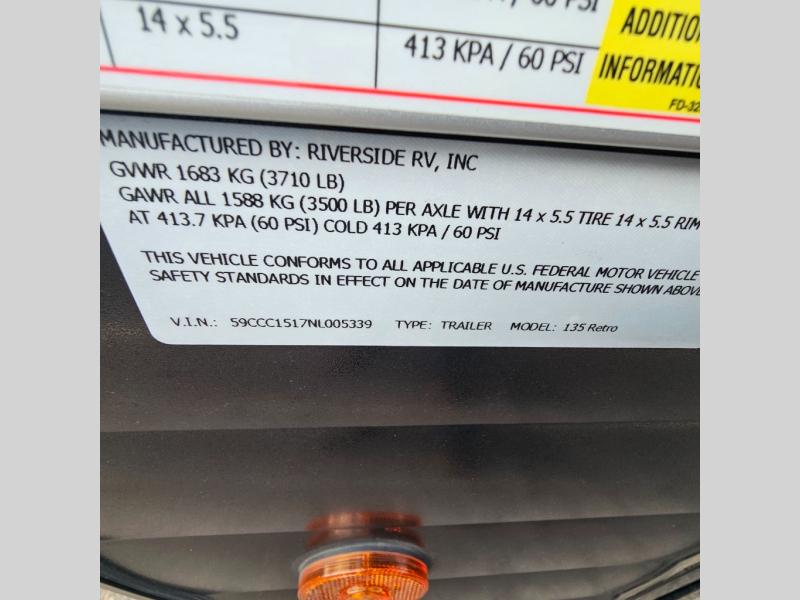 14 x 5.5
413 KPA / 60 PSI
ADDITIO
INFORMATI
FD-32
MANUFACTURED BY: RIVERSIDE RV, INC
GVWR 1683 KG (3710 LB)
GAWR ALL 1588 KG (3500 LB) PER AXLE WITH 14 x 5.5 TIRE 14 x 5.5 RIM
AT 413.7 KPA (60 PSI) COLD 413 KPA / 60 PSI
THIS VEHICLE CONFORMS TO ALL APPLICABLE U.S. FEDERAL MOTOR VEHICLE
SAFETY STANDARDS IN EFFECT ON THE DATE OF MANUFACTURE SHOWN ABOVE
V.I.N.: 59CCC1517NL005339 TYPE: TRAILER MODEL: 135 Retro